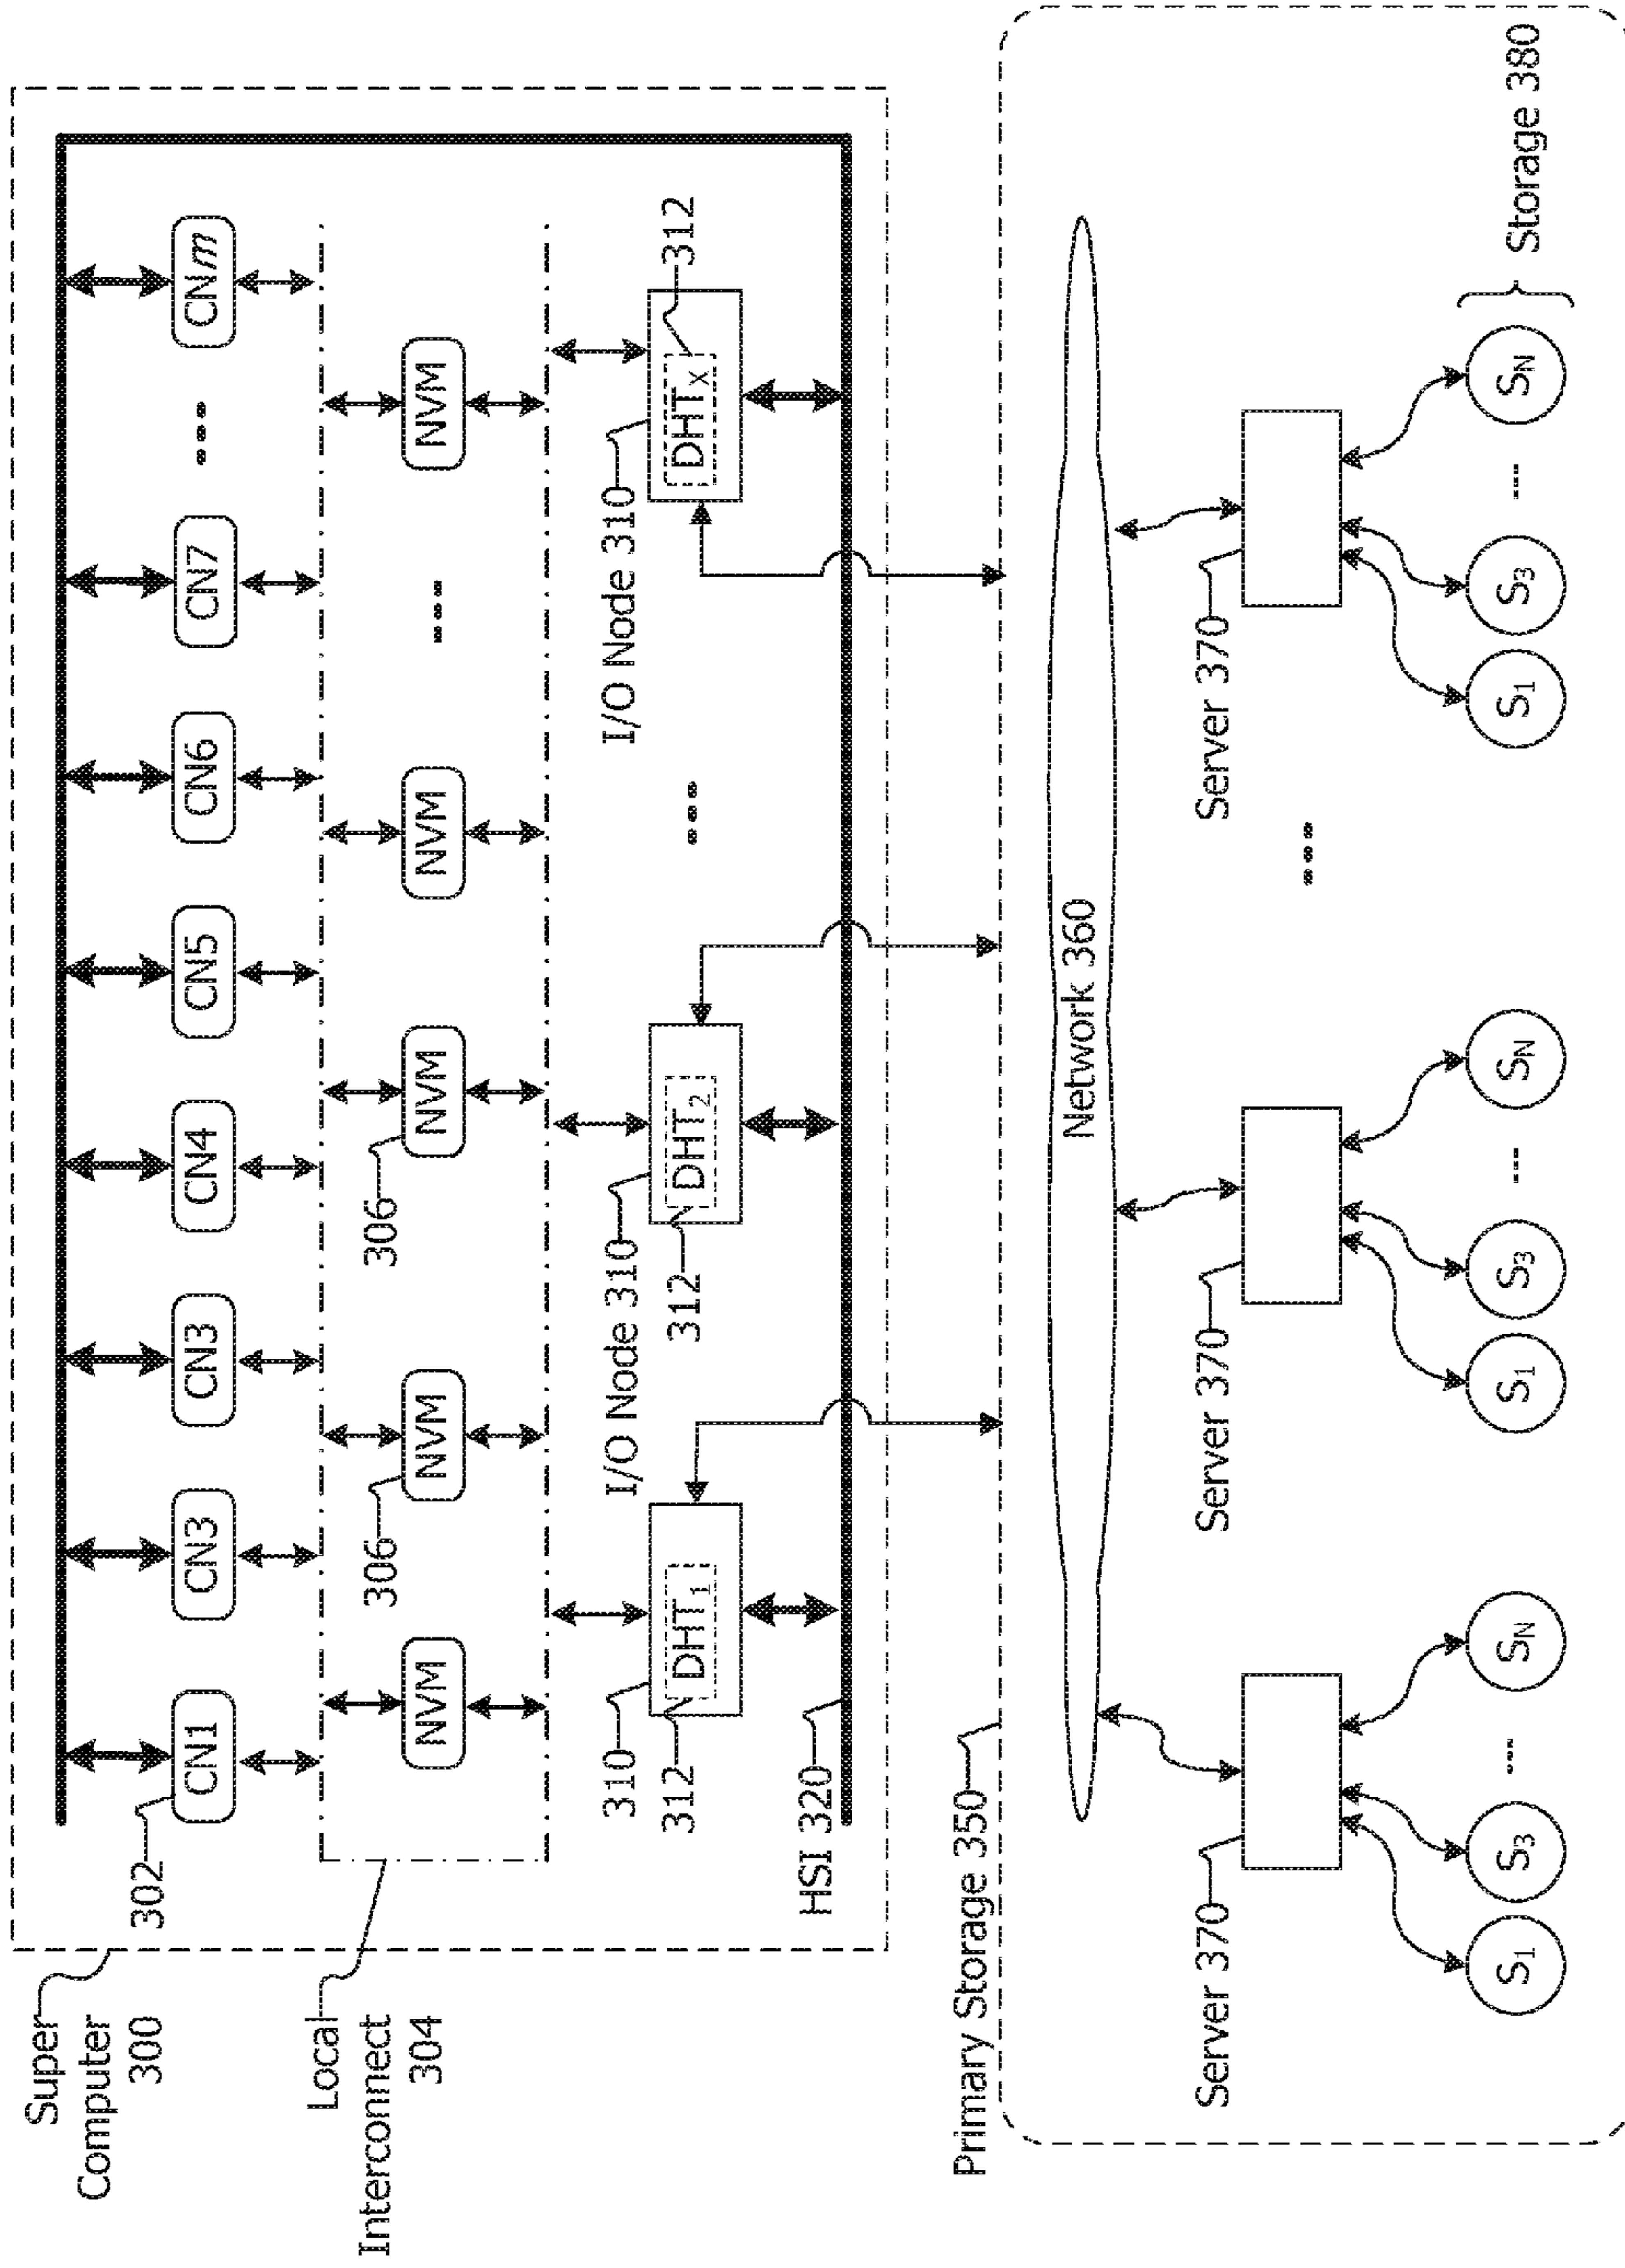 Super
Computer
300
CN1
CN3
CN3
CN4
CN5
CN6
CN7
---
CNm
302
Local
Interconnect
304
NVM
NVM
NVM
NVM
---
NVM
306
306
310
I/O Node 310
I/O Node 310
312
DHT1
312
DHT2
---
DHTX
312
HSI 320
Primary Storage 350
Network 360
Server 370
Server 370
---
Server 370
S1
S3
---
SN
S1
S3
---
SN
S1
S3
---
SN
Storage 380